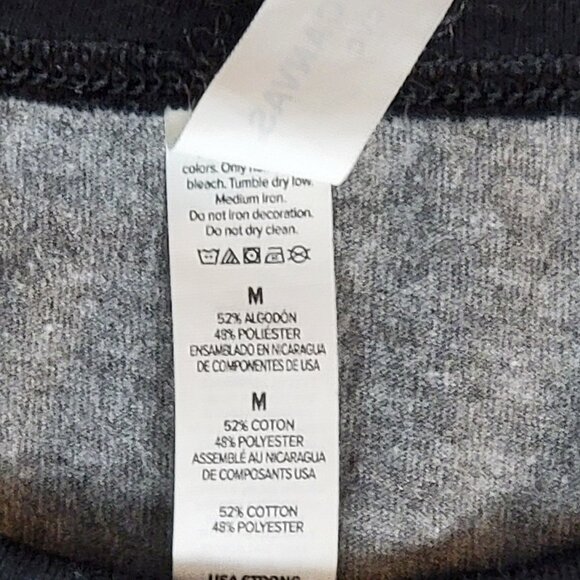 colors. Only
bleach. Tumble dry low.
Medium iron.
Do not iron decoration.
Do not dry clean.
M
52% ALGODÓN
48% POLIÉSTER
ENSAMBLADO EN NICARAGUA
DE COMPONENTES DE USA
M
52% COTON
48% POLYESTER
ASSEMBLÉ AU NICARAGUA
DE COMPOSANTS USA
52% COTTON
48% POLYESTER
USA STRONG